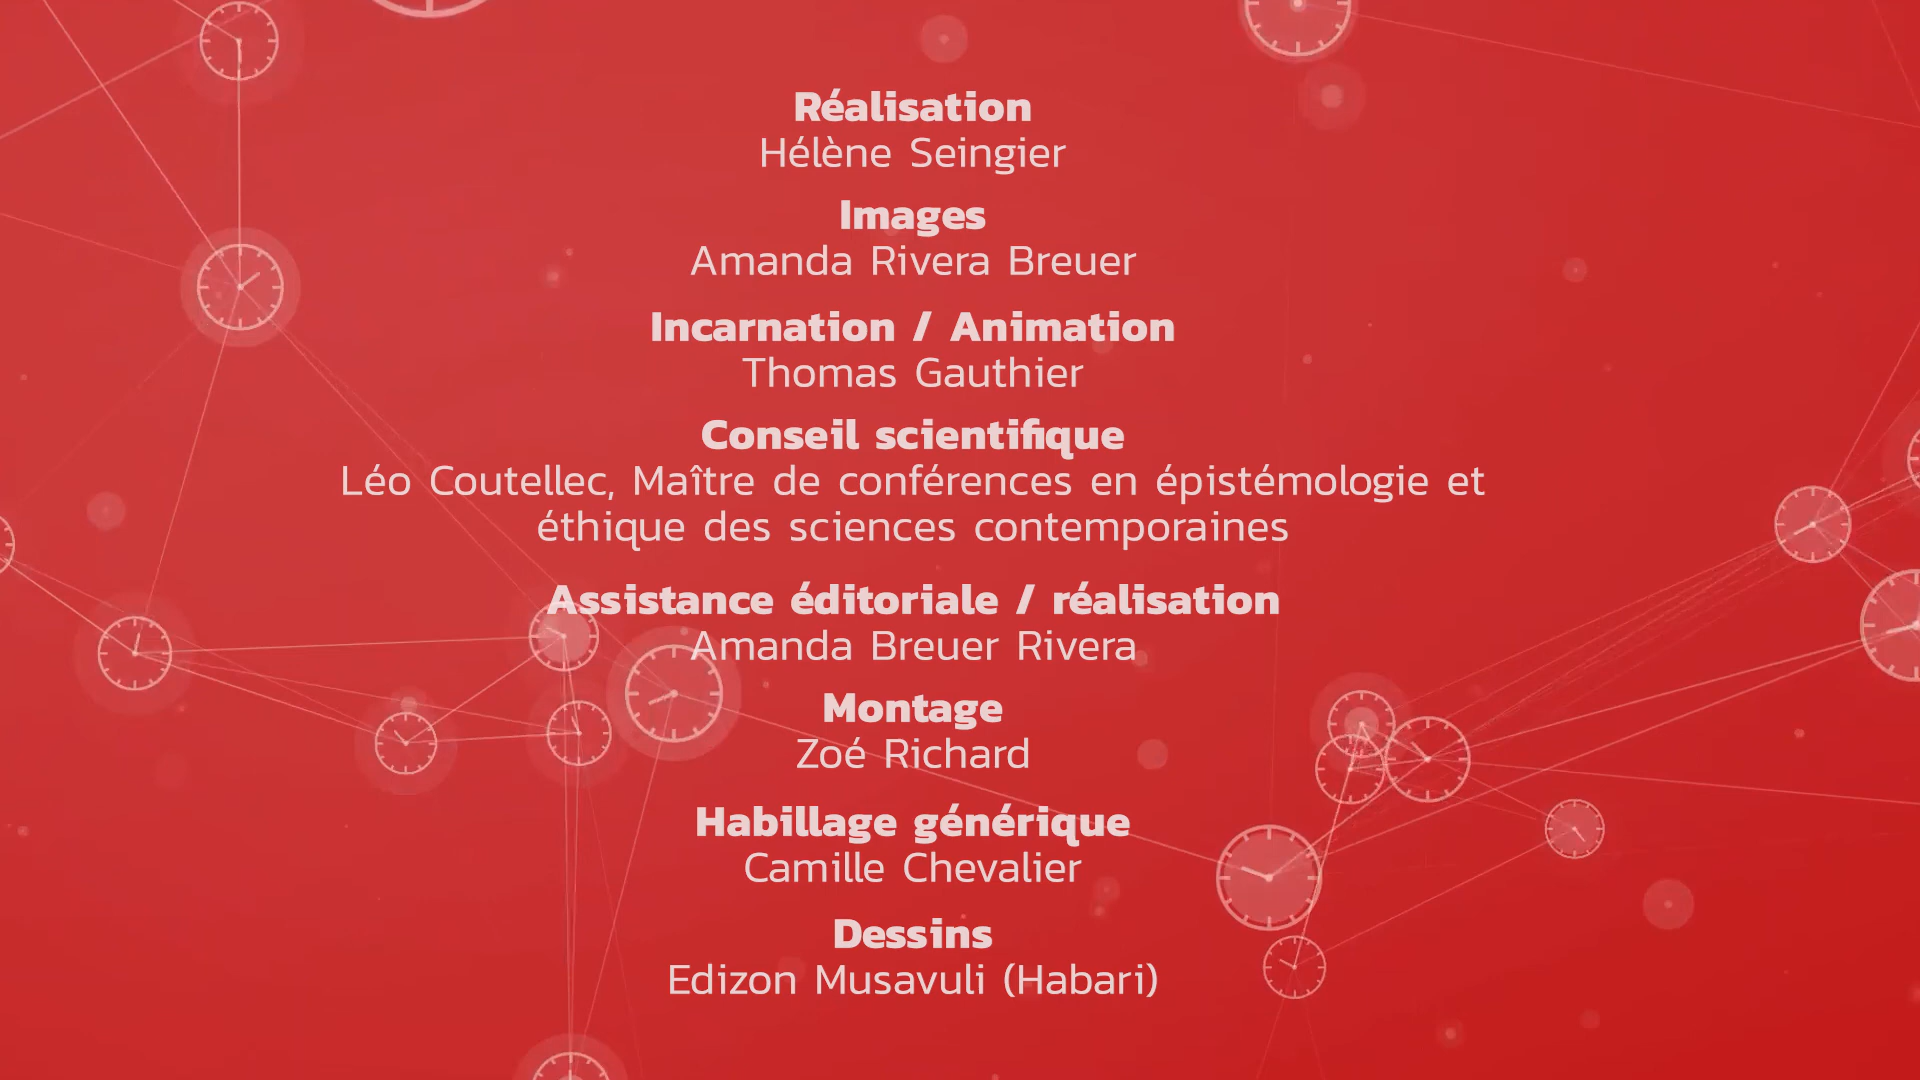 Réalisation
Hélène Seingier
Images
Amanda Rivera Breuer
Incarnation / Animation
Thomas Gauthier
Conseil scientifique
Léo Coutellec, Maître de conférences en épistémologie et
éthique des sciences contemporaines
Assistance éditoriale / réalisation
Amanda Breuer Rivera
Montage
Zoé Richard
Habillage générique
Camille Chevalier
Dessins
Edizon Musavuli (Habari)